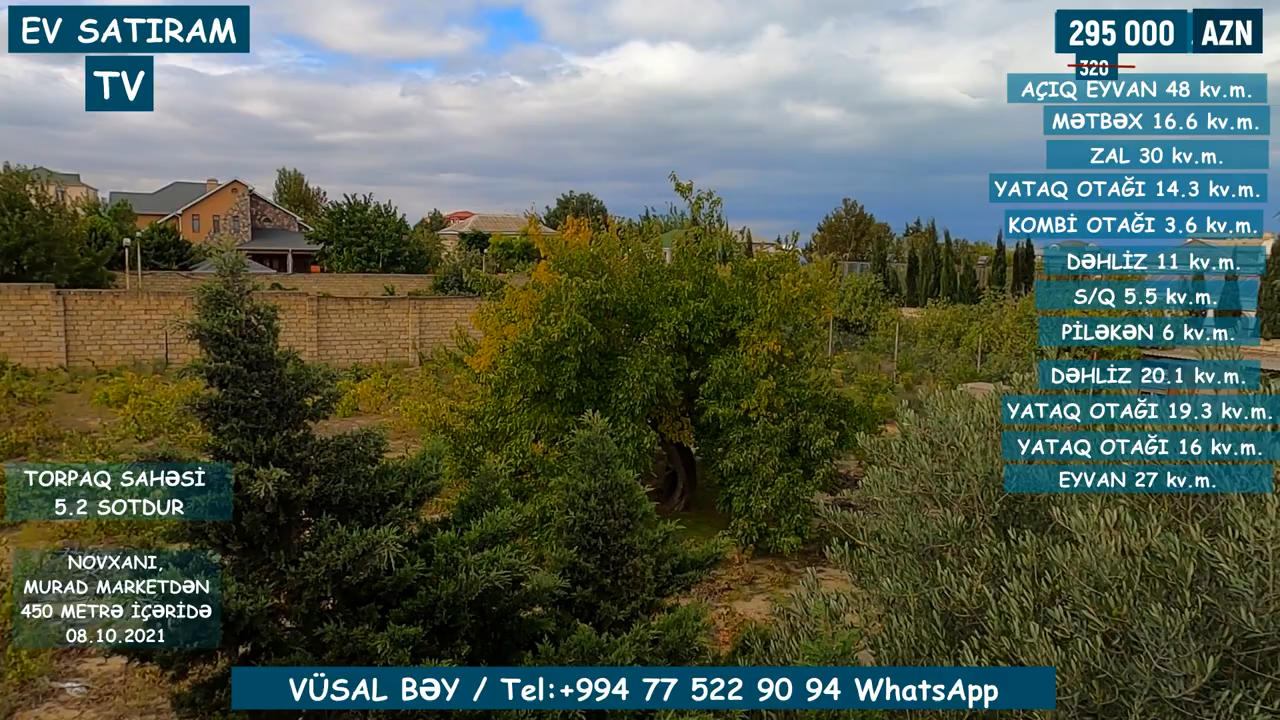 EV SATIRAM
TV
295 000 AZN
320
AÇIQ EYVAN 48 kv.m.
MƏTBƏX 16.6 kv.m.
ZAL 30 kv.m.
YATAQ OTAĞI 14.3 kv.m.
KOMBİ OTAĞI 3.6 kv.m.
DƏHLİZ 11 kv.m.
S/Q 5.5 kv.m.
PİLƏKƏN 6 kv.m.
DƏHLİZ 20.1 kv.m.
YATAQ OTAĞI 19.3 kv.m.
YATAQ OTAĞI 16 kv.m.
EYVAN 27 kv.m.
TORPAQ SAHƏSİ
5.2 SOTDUR
NOVXANI,
MURAD MARKETDƏN
450 METRƏ İÇƏRİDƏ
08.10.2021
VÜSAL BƏY / Tel:+994 77 522 90 94 WhatsApp